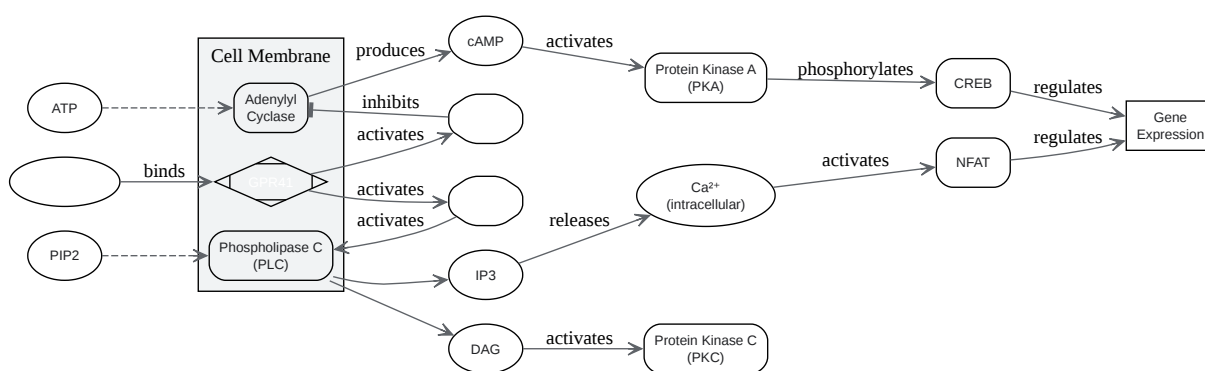 Cell Membrane
produces
cAMP
activates
Protein Kinase A
(PKA)
phosphorylates
CREB
regulates
ATP
Adenylyl
Cyclase
inhibits
Gene
Expression
activates
regulates
binds
GPR41
activates
activates
NFAT
Ca²⁺
(intracellular)
activates
releases
PIP2
Phospholipase C
(PLC)
IP3
DAG
activates
Protein Kinase C
(PKC)